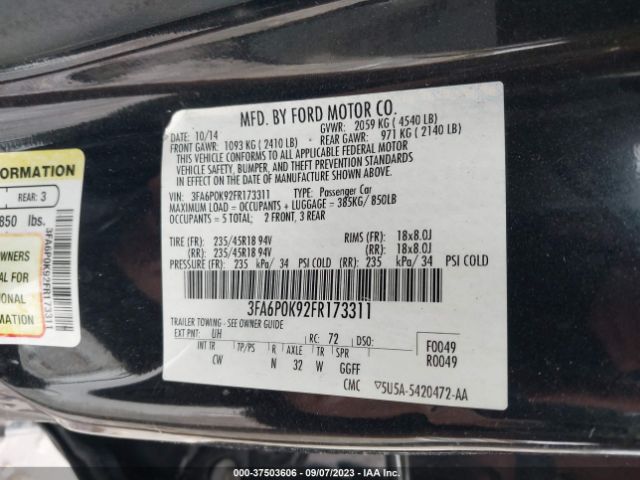 MFD. BY FORD MOTOR CO.
DATE: 10/14
GVWR: 2059 KG ( 4540 LB)
FRONT GAWR: 1093 KG ( 2410 LB)
REAR GAWR: 971 KG ( 2140 LB)
THIS VEHICLE CONFORMS TO ALL APPLICABLE FEDERAL MOTOR
VEHICLE SAFETY, BUMPER, AND THEFT PREVENTION STANDARDS
IN EFFECT ON THE DATE OF MANUFACTURE SHOWN ABOVE.
VIN: 3FA6P0K92FR173311 TYPE: Passenger Car
MAXIMUM LOAD = OCCUPANTS + LUGGAGE = 385KG/ 850LB
OCCUPANTS = 5 TOTAL; 2 FRONT, 3 REAR
TIRE (FR): 235/45R18 94V RIMS (FR): 18x8.0J
(RR): 235/45R18 94V (RR): 18x8.0J
PRESSURE (FR): 235 kPa/ 34 PSI COLD (RR): 235 kPa/ 34 PSI COLD
3FA6P0K92FR173311
TRAILER TOWING - SEE OWNER GUIDE
EXT PNT: UH RC: 72 DSO:
F0049
R0049
INT TR TP/PS R AXLE TR SPR
CW N 32 W GGFF
CMC
5U5A-5420472-AA
FORMATION
REAR: 3
850 lbs.
OWNERS
AL FOR
TIONAL
RMATION
3FA6P0K92FR173311
000-37503606 - 09/07/2023 - IAA Inc.